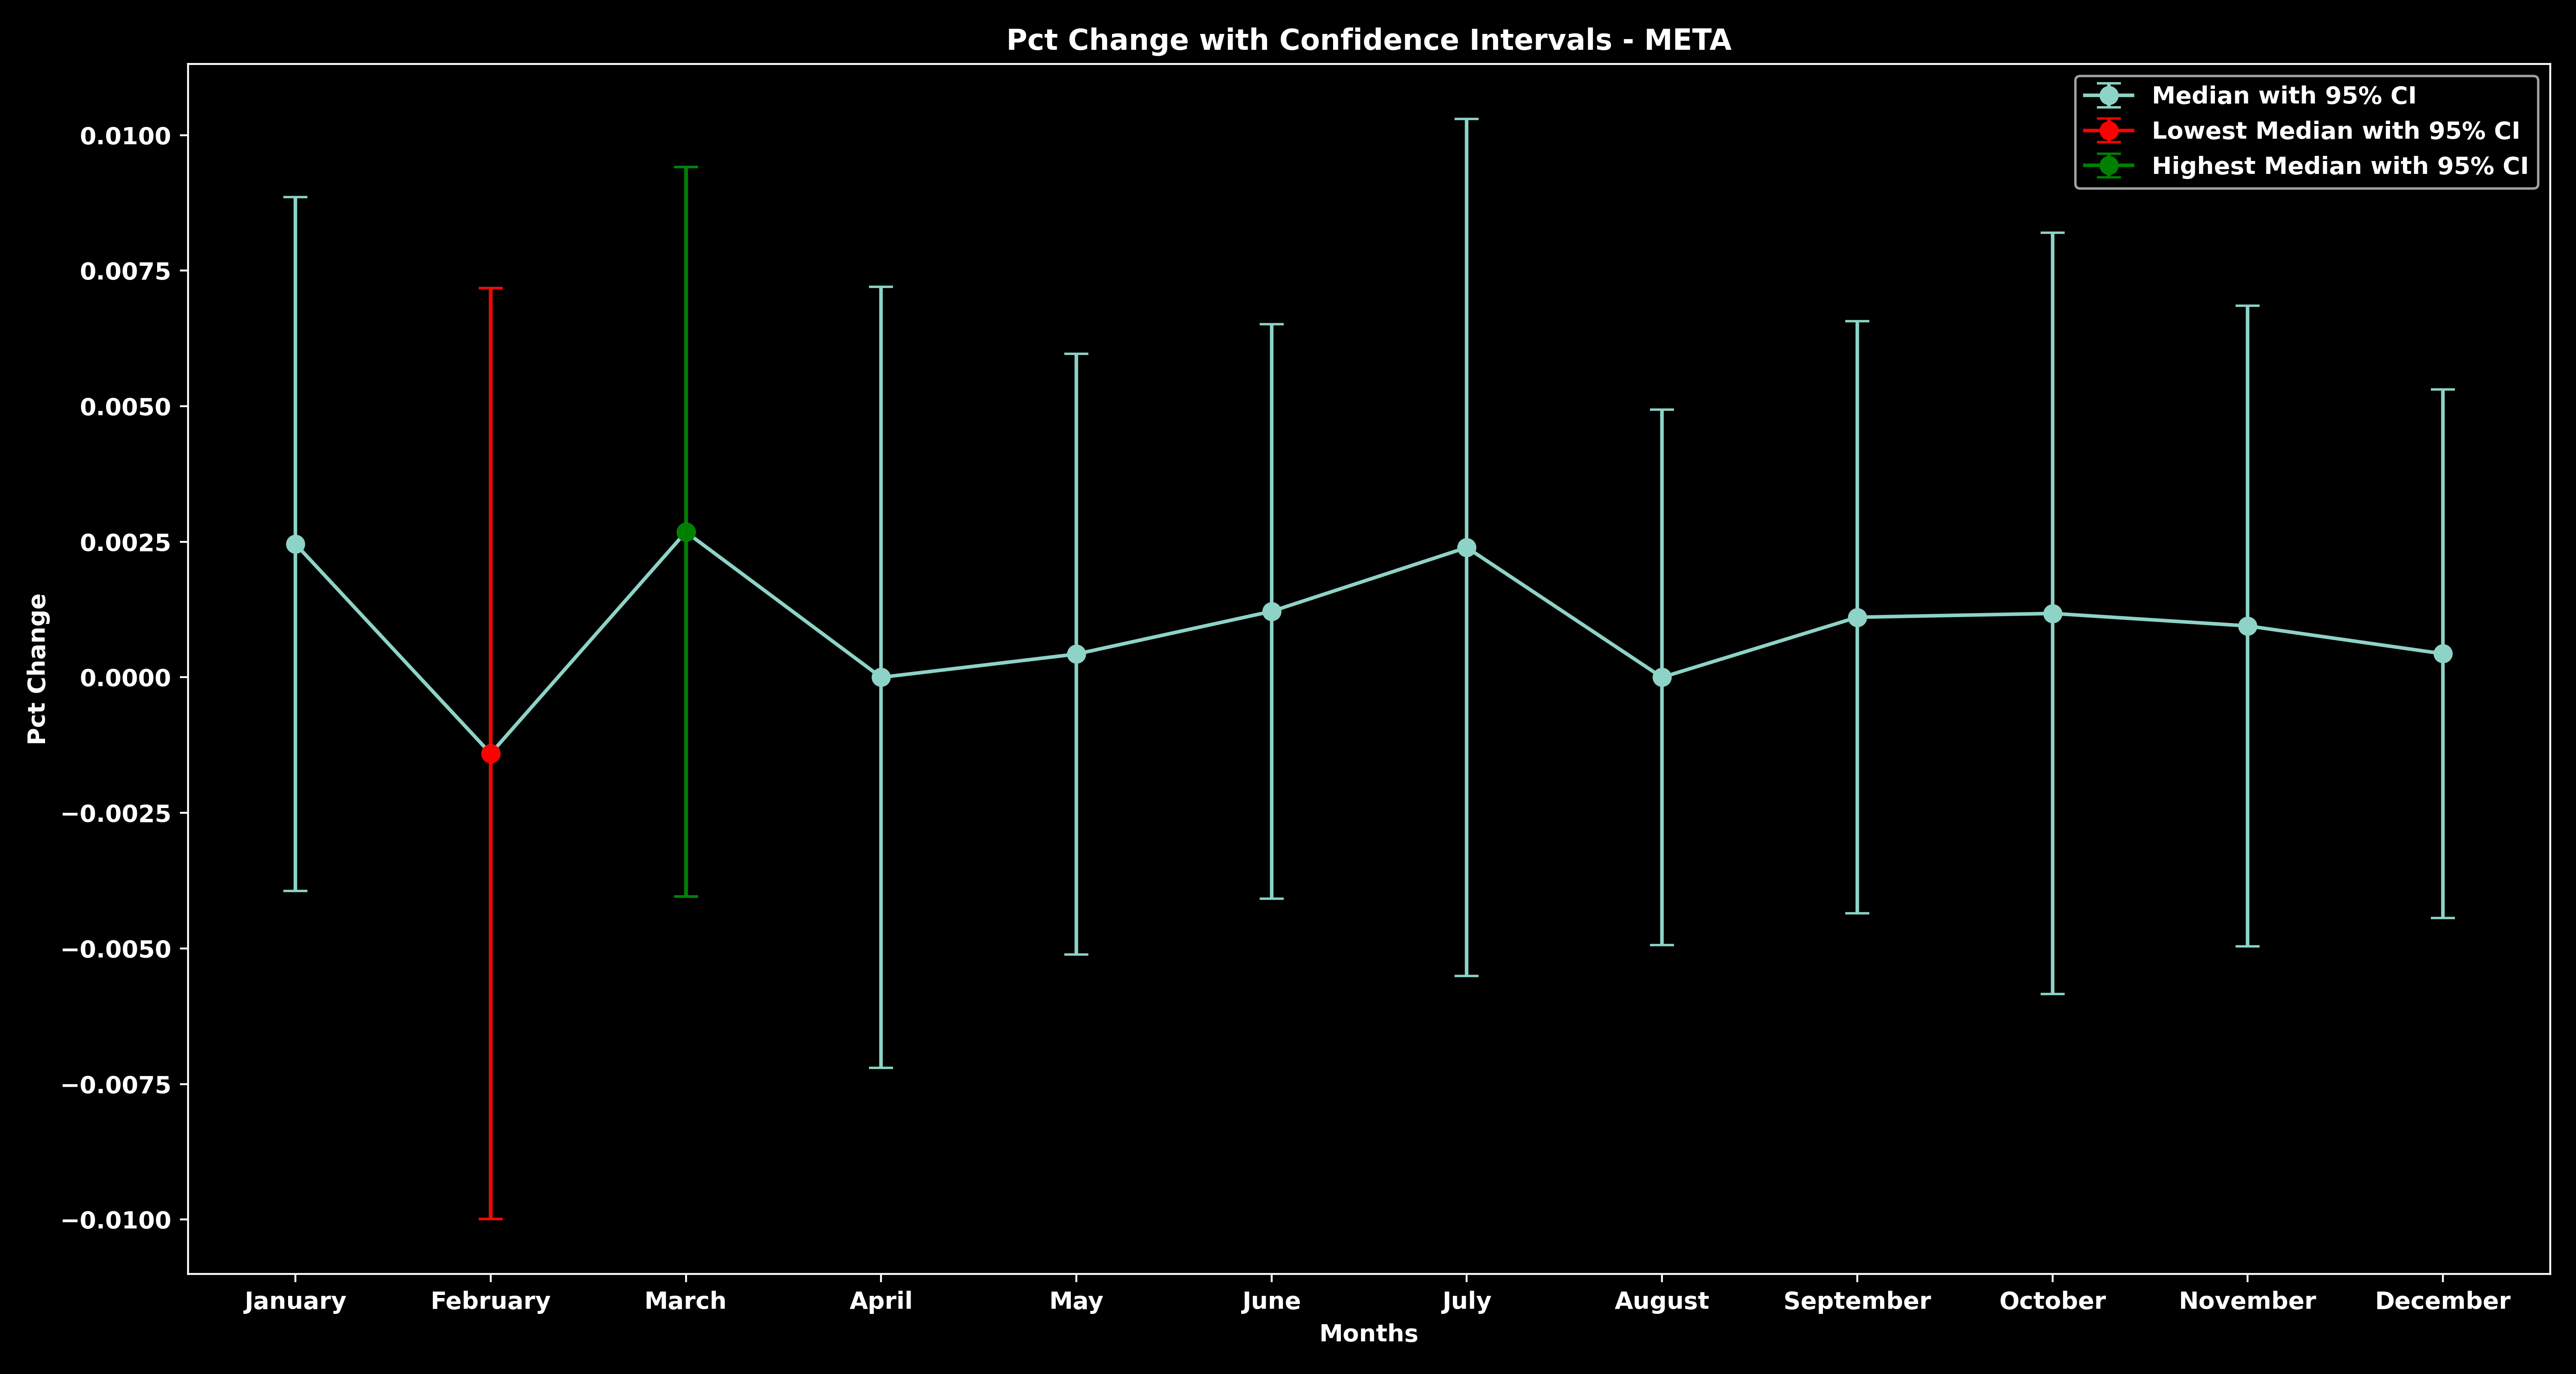 Pct Change with Confidence Intervals - META
Median with 95% CI
Lowest Median with 95% CI
Highest Median with 95% CI
Pct Change
0.0100
0.0075
0.0050
0.0025
0.0000
−0.0025
−0.0050
−0.0075
−0.0100
January February March April May June July August September October November December
Months